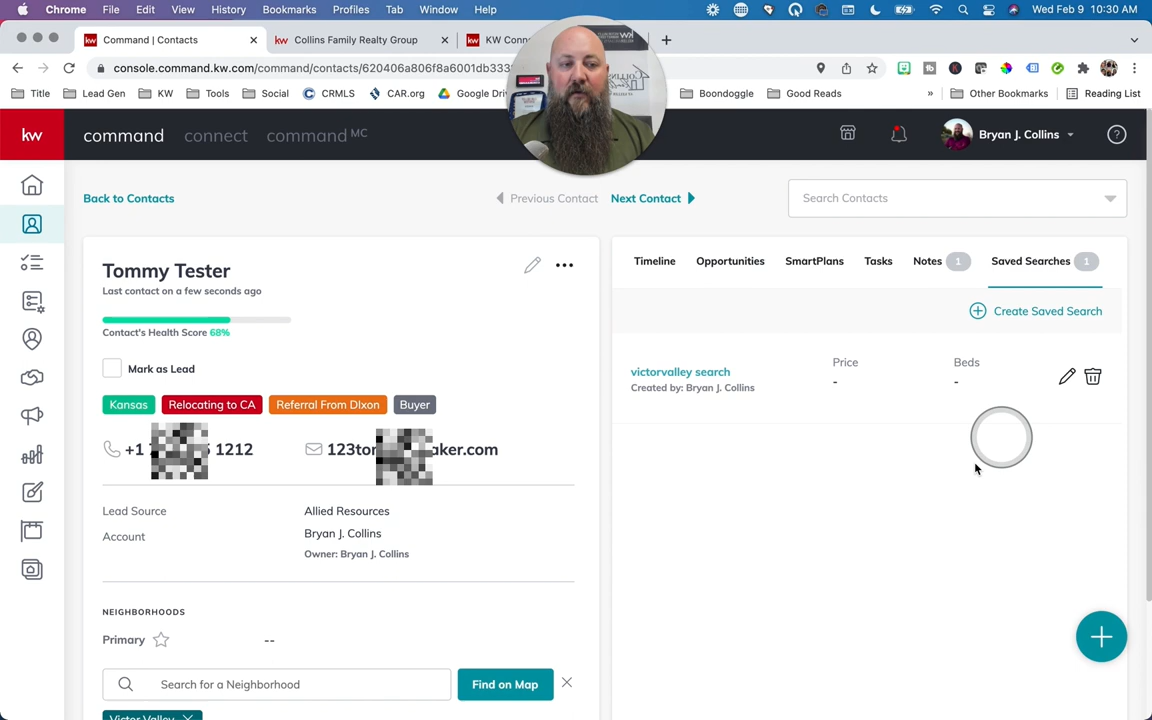 Chrome File Edit View History Bookmarks Profiles Tab Window Help Wed Feb 9 10:30 AM
Command | Contacts Collins Family Realty Group KW Conn
console.command.kw.com/command/contacts/620406a806f8a6001db333
Title Lead Gen KW Tools Social CRMLS CAR.org Google Dri Boondoggle Good Reads » Other Bookmarks Reading List
kw command connect command MC Bryan J. Collins
Back to Contacts Previous Contact Next Contact Search Contacts
Tommy Tester
Last contact on a few seconds ago
Contact's Health Score 68%
Mark as Lead
Kansas Relocating to CA Referral From DIxon Buyer
+1 1212 123tor aker.com
Lead Source Allied Resources
Account Bryan J. Collins
Owner: Bryan J. Collins
NEIGHBORHOODS
Primary --
Search for a Neighborhood Find on Map
Victor Valley
Timeline Opportunities SmartPlans Tasks Notes 1 Saved Searches 1
Create Saved Search
victorvalley search Price Beds
Created by: Bryan J. Collins - -